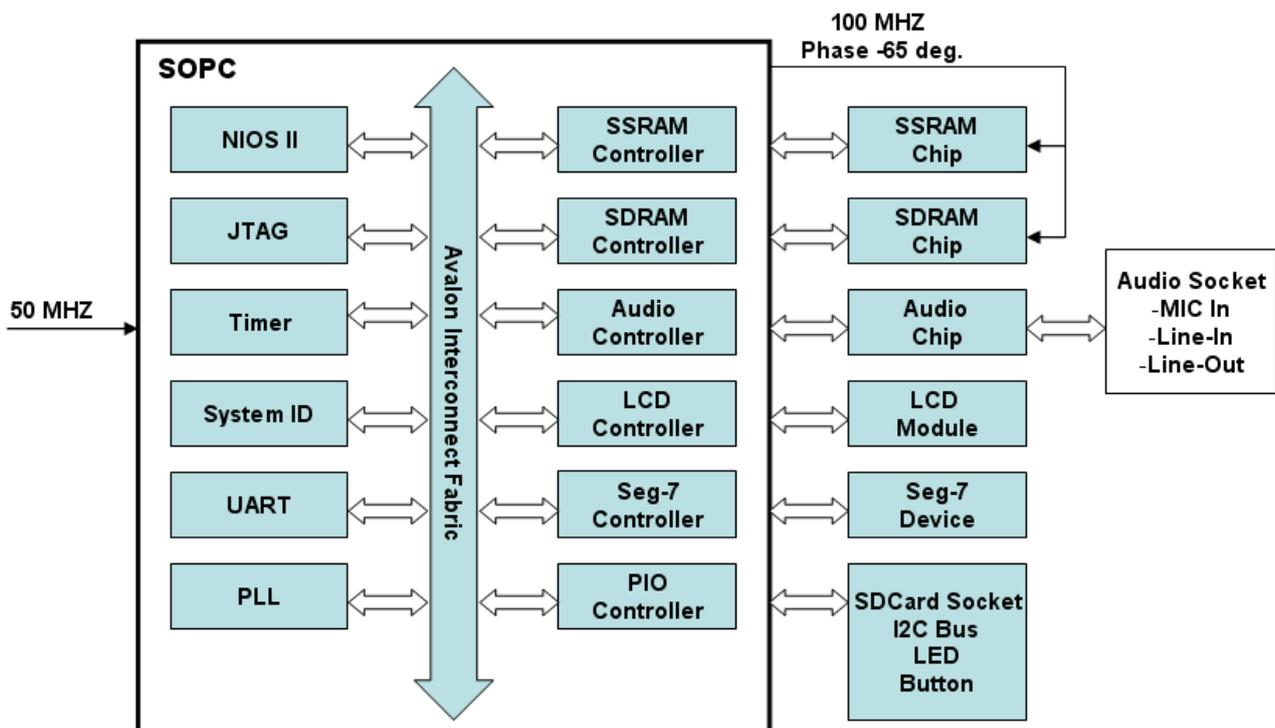 100 MHZ
Phase -65 deg.
SOPC
NIOS II
SSRAM
Controller
SSRAM
Chip
JTAG
SDRAM
Controller
SDRAM
Chip
50 MHZ
Timer
Avalon Interconnect Fabric
Audio
Controller
Audio
Chip
Audio Socket
-MIC In
-Line-In
-Line-Out
System ID
LCD
Controller
LCD
Module
UART
Seg-7
Controller
Seg-7
Device
PLL
PIO
Controller
SDCard Socket
I2C Bus
LED
Button